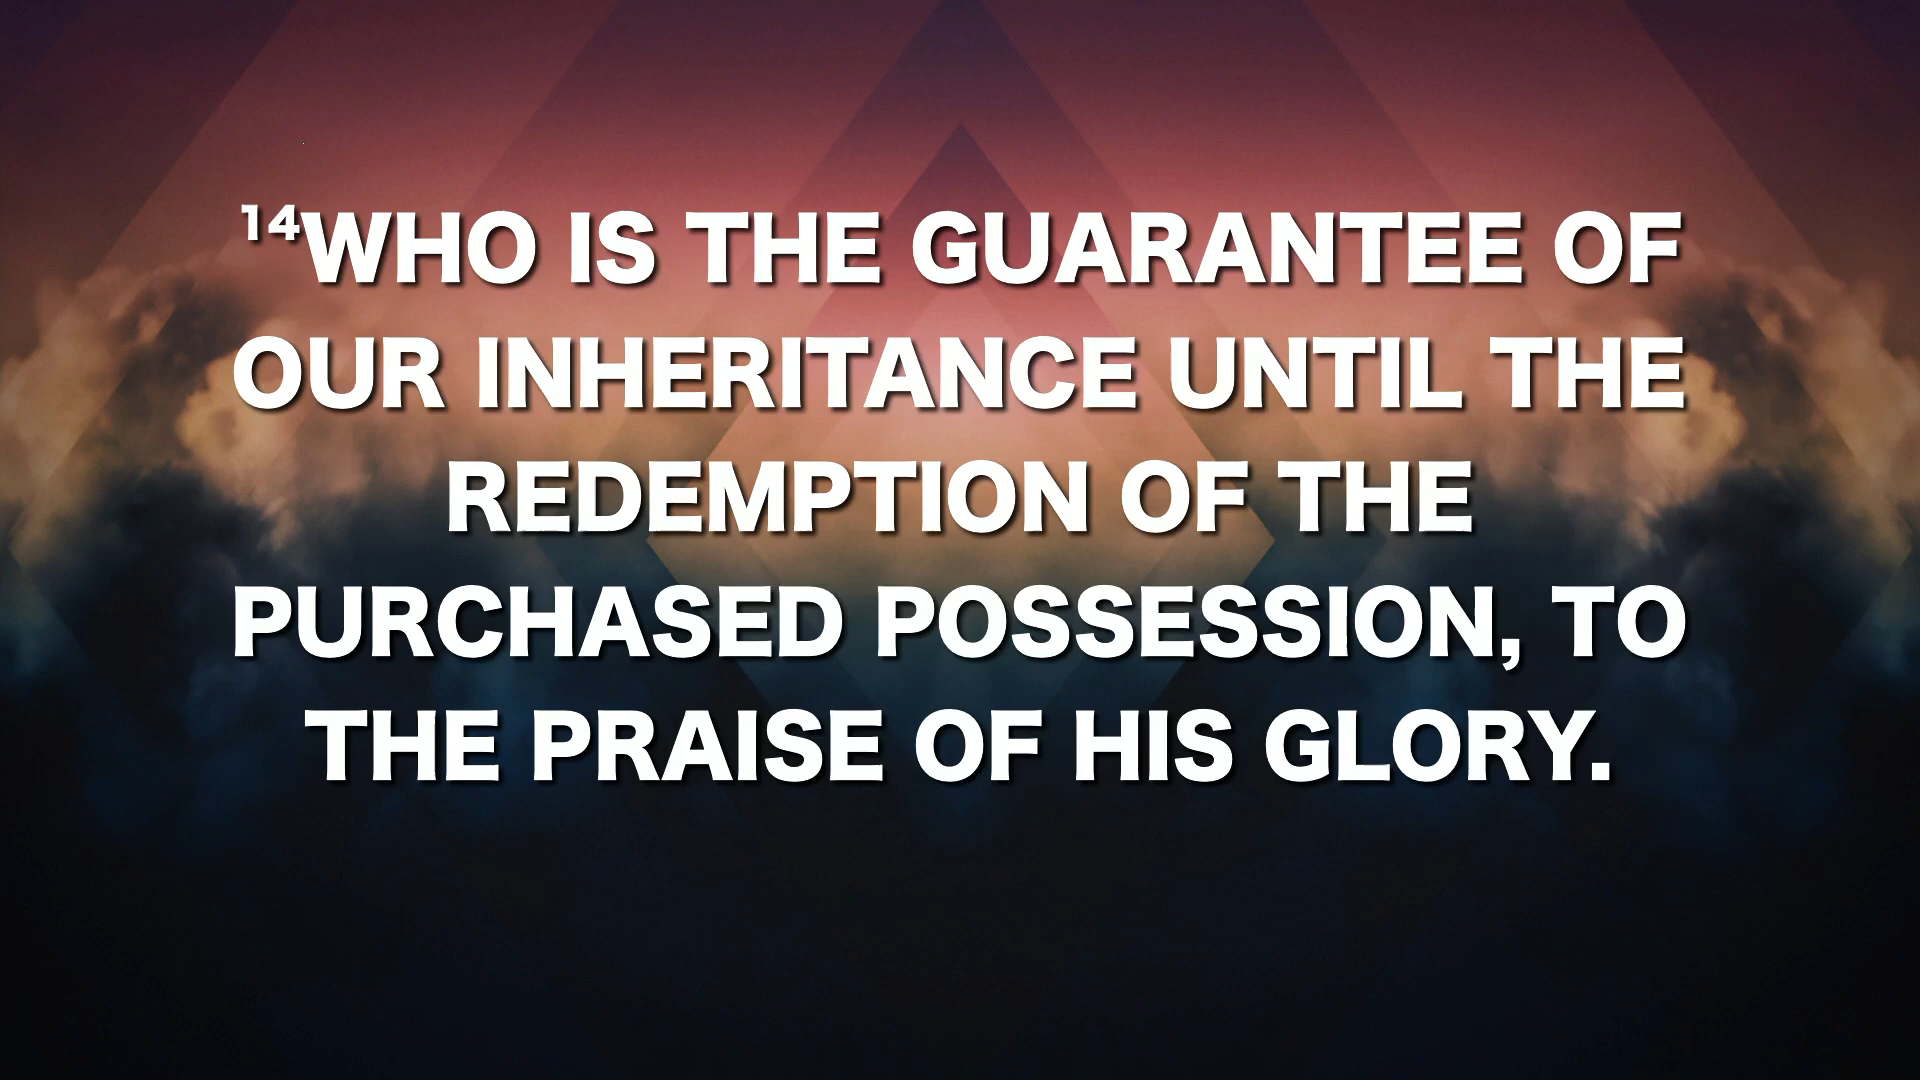 ¹⁴WHO IS THE GUARANTEE OF
OUR INHERITANCE UNTIL THE
REDEMPTION OF THE
PURCHASED POSSESSION, TO
THE PRAISE OF HIS GLORY.